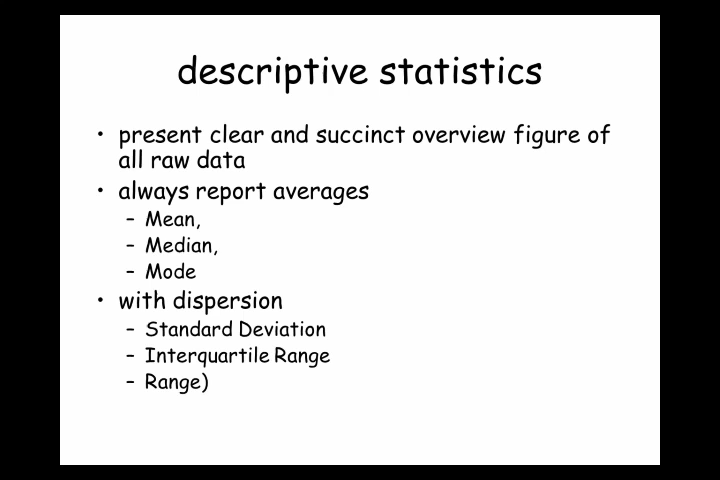 descriptive statistics
• present clear and succinct overview figure of
all raw data
• always report averages
– Mean,
– Median,
– Mode
• with dispersion
– Standard Deviation
– Interquartile Range
– Range)